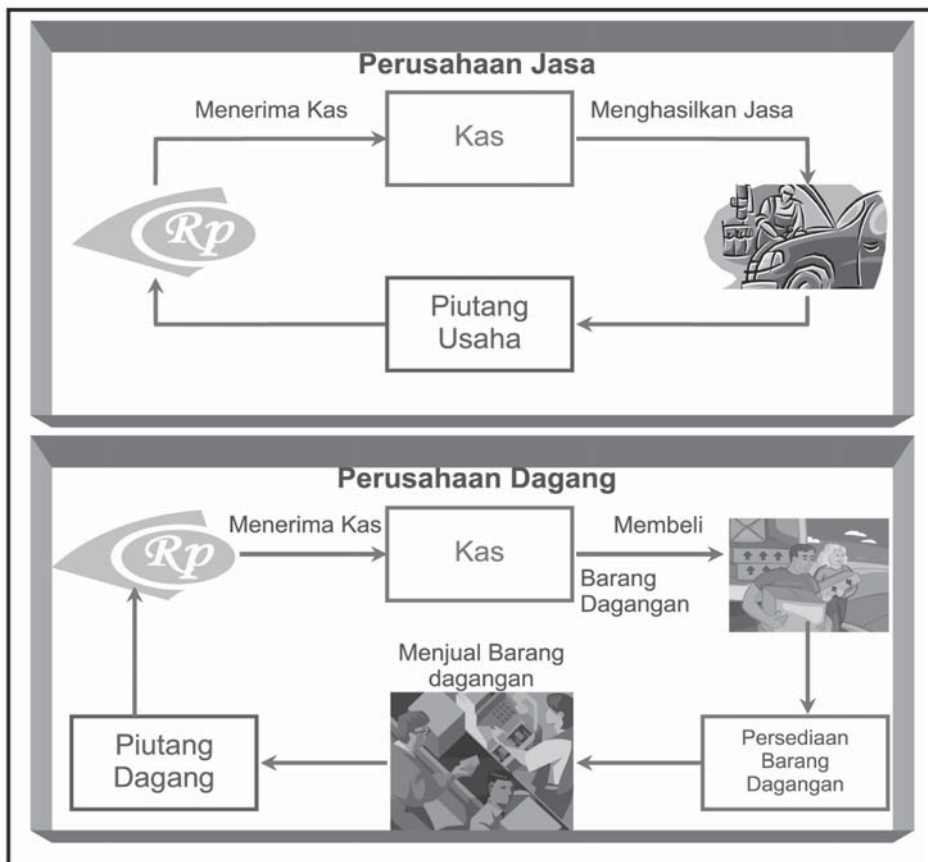 Perusahaan Jasa
Menerima Kas
Kas
Menghasilkan Jasa
Rp
Piutang
Usaha
Perusahaan Dagang
Rp
Menerima Kas
Kas
Membeli
Barang
Dagangan
Menjual Barang
dagangan
Piutang
Dagang
Persediaan
Barang
Dagangan